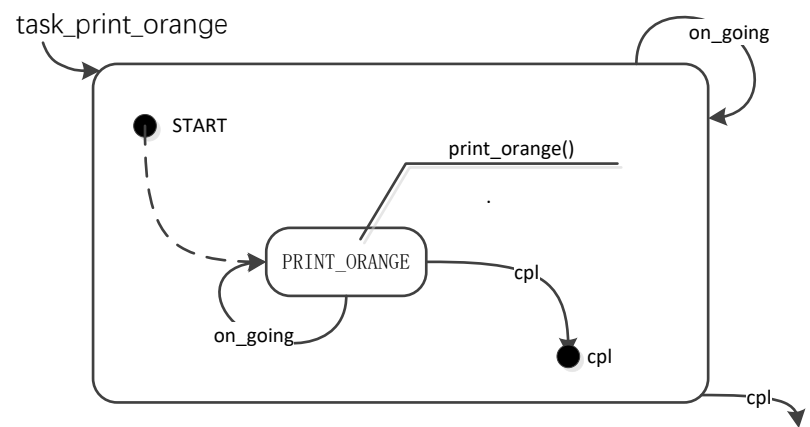 task_print_orange
on_going
START
print_orange()
.
PRINT_ORANGE
cpl
on_going
cpl
cpl